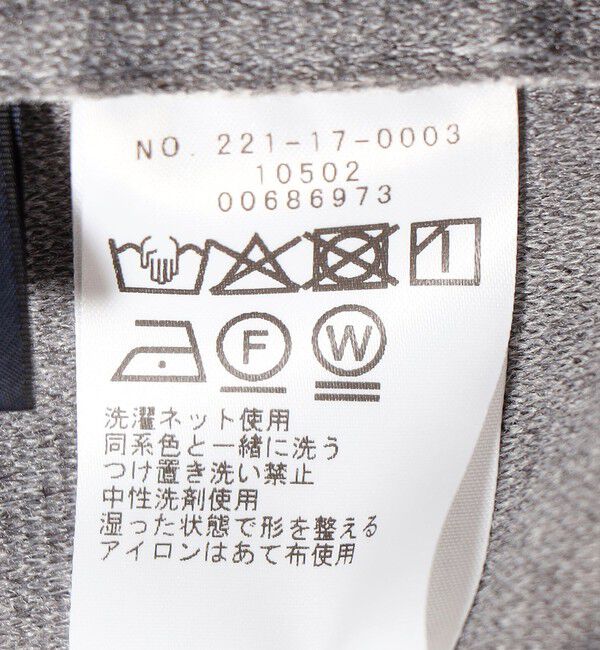 NO. 221-17-0003
10502
00686973
F W
洗濯ネット使用
同系色と一緒に洗う
つけ置き洗い禁止
中性洗剤使用
湿った状態で形を整える
アイロンはあて布使用